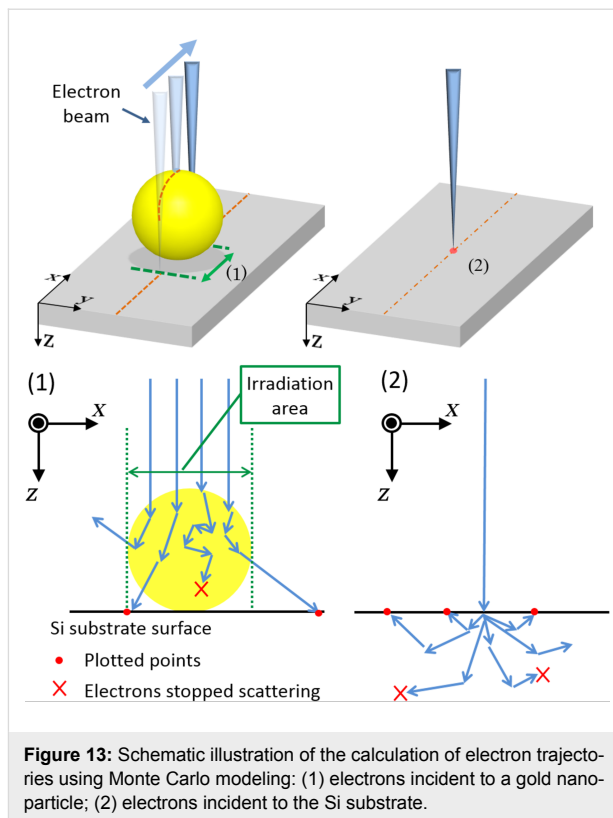 Electron
beam
(1)
x
y
z
(2)
x
y
z
(1)
Irradiation
area
X
Z
(2)
X
Z
Si substrate surface
Plotted points
Electrons stopped scattering
Figure 13: Schematic illustration of the calculation of electron trajecto-
ries using Monte Carlo modeling: (1) electrons incident to a gold nano-
particle; (2) electrons incident to the Si substrate.